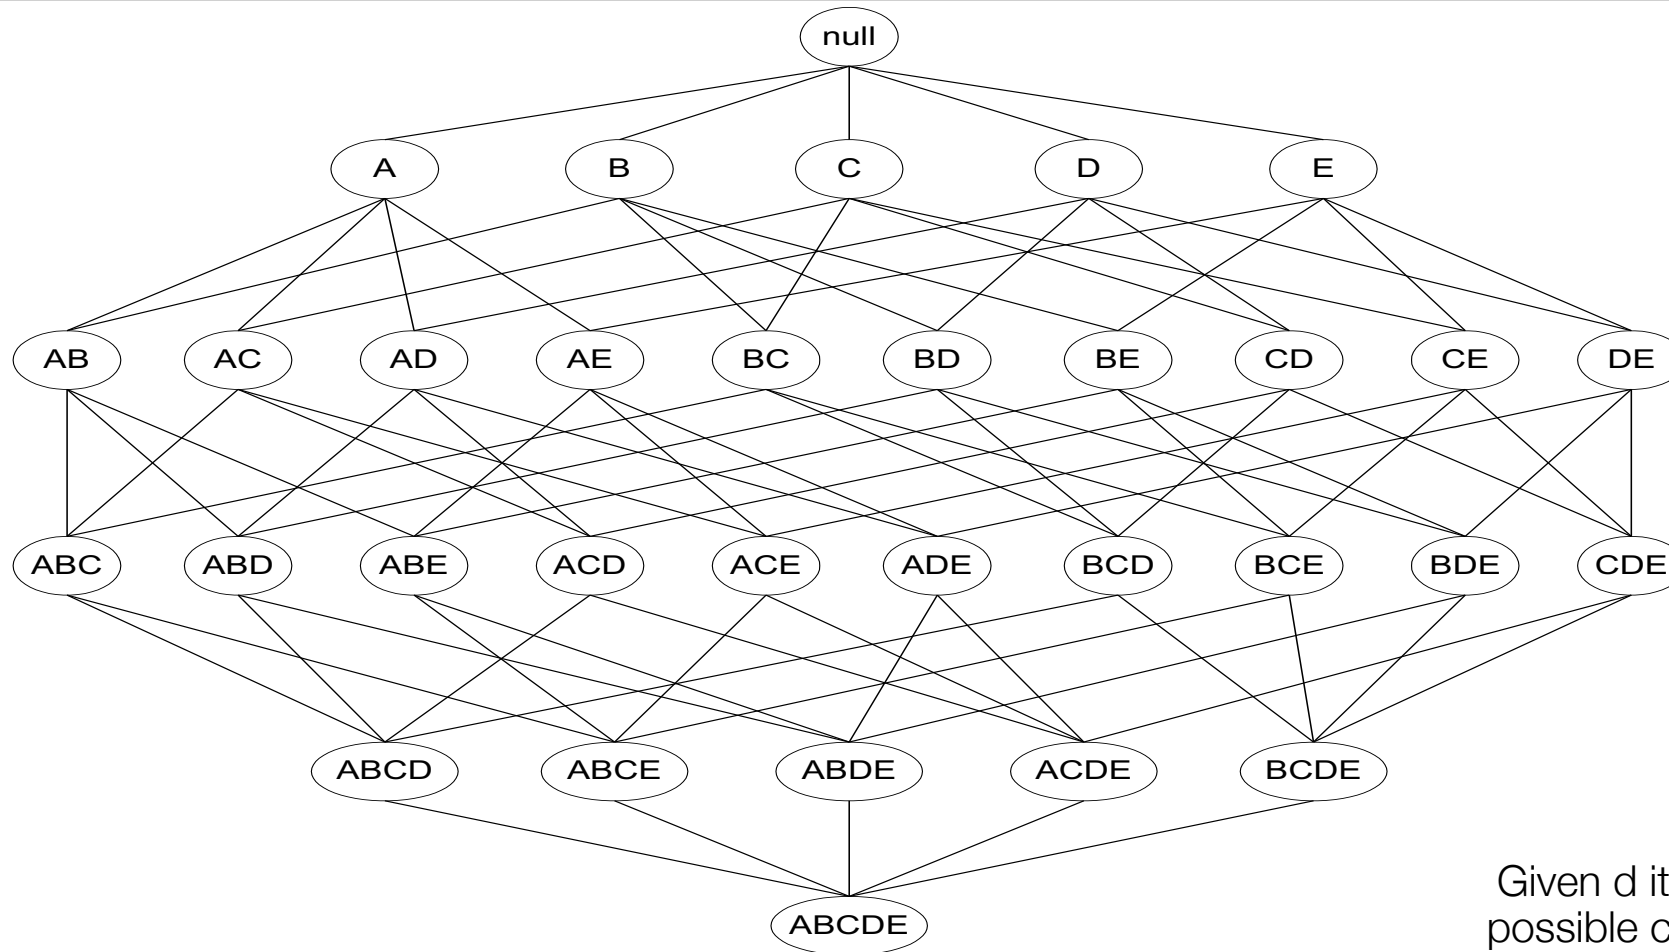 null
A B C D E
AB AC AD AE BC BD BE CD CE DE
ABC ABD ABE ACD ACE ADE BCD BCE BDE CDE
ABCD ABCE ABDE ACDE BCDE
Given d it
possible c
ABCDE